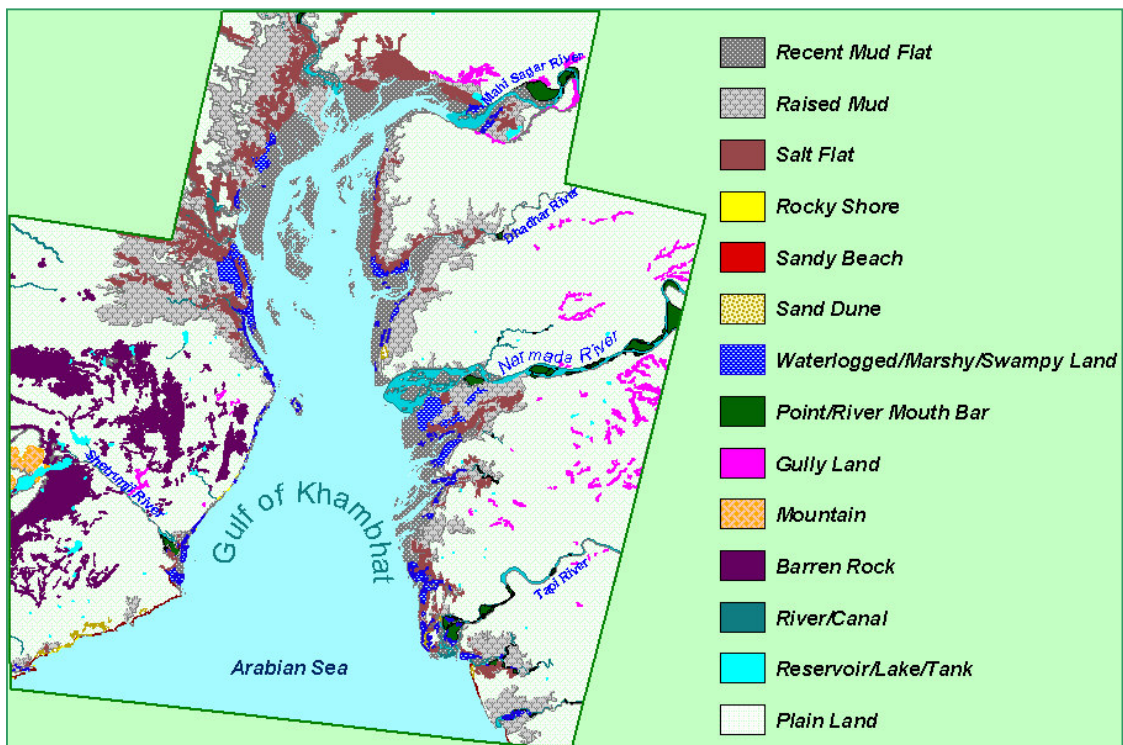 Mahi Sagar River
Dhadhar River
Narmada River
Shetrunji River
Gulf of Khambhat
Tapi River
Arabian Sea
Recent Mud Flat
Raised Mud
Salt Flat
Rocky Shore
Sandy Beach
Sand Dune
Waterlogged/Marshy/Swampy Land
Point/River Mouth Bar
Gully Land
Mountain
Barren Rock
River/Canal
Reservoir/Lake/Tank
Plain Land